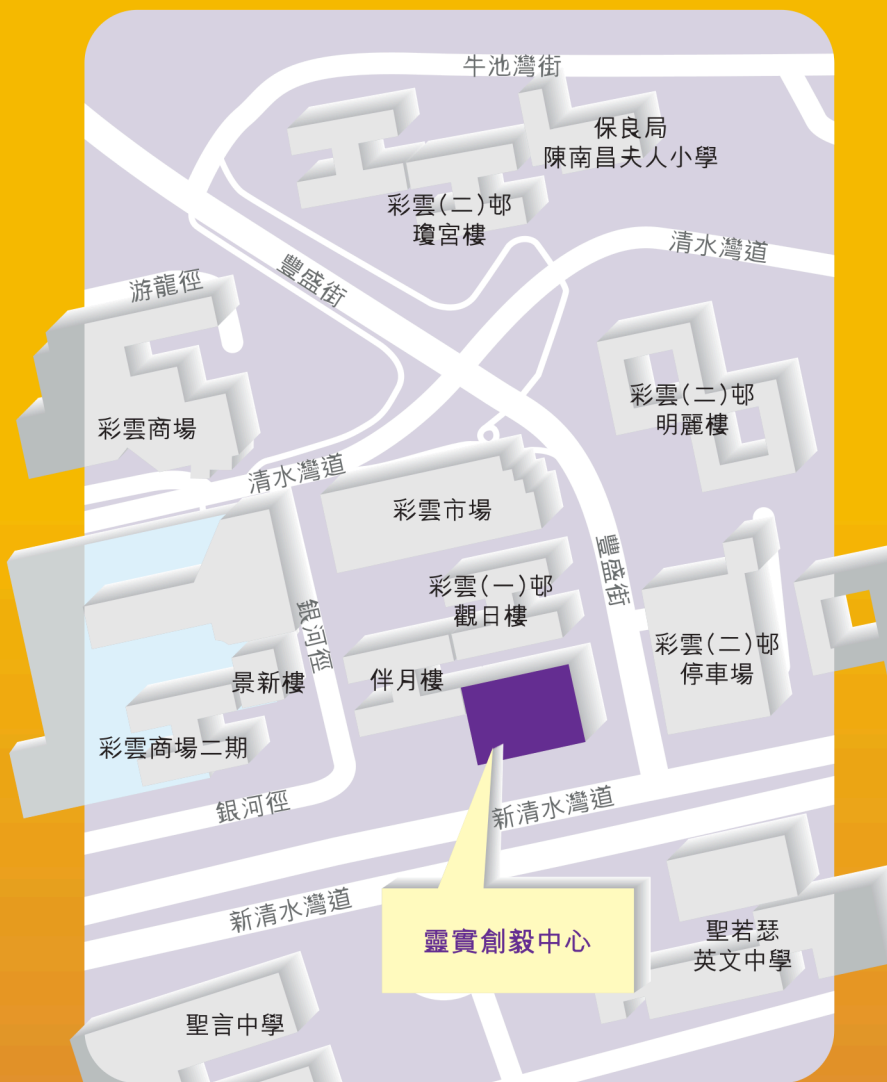 牛池灣街
保良局
陳南昌夫人小學
彩雲(二)邨
瓊宮樓
清水灣道
豐盛街
游龍徑
彩雲(二)邨
明麗樓
彩雲商場
清水灣道
彩雲市場
豐盛街
彩雲(一)邨
觀日樓
銀河徑
彩雲(二)邨
停車場
景新樓
伴月樓
彩雲商場二期
銀河徑
新清水灣道
新清水灣道
靈實創毅中心
聖若瑟
英文中學
聖言中學